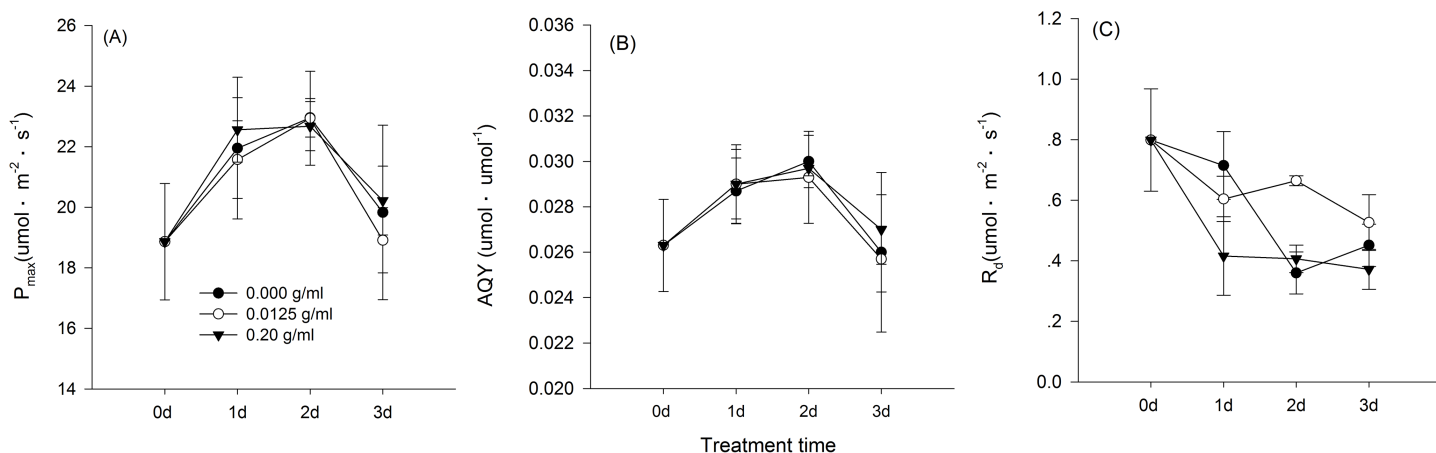 (A)
P_max(umol · m^-2 · s^-1)
26
24
22
20
18
16
14
0.000 g/ml
0.0125 g/ml
0.20 g/ml
0d 1d 2d 3d
(B)
AQY (umol · umol^-1)
0.036
0.034
0.032
0.030
0.028
0.026
0.024
0.022
0.020
0d 1d 2d 3d
Treatment time
(C)
R_d(umol · m^-2 · s^-1)
1.2
1.0
.8
.6
.4
.2
0.0
0d 1d 2d 3d